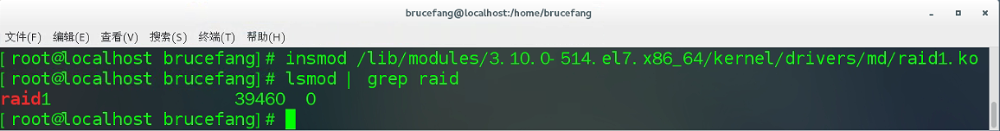 brucefang@localhost:/home/brucefang
文件(F) 编辑(E) 查看(V) 搜索(S) 终端(T) 帮助(H)
[root@localhost brucefang]# insmod /lib/modules/3.10.0-514.el7.x86_64/kernel/drivers/md/raid1.ko
[root@localhost brucefang]# lsmod | grep raid
raid1 39460 0
[root@localhost brucefang]#